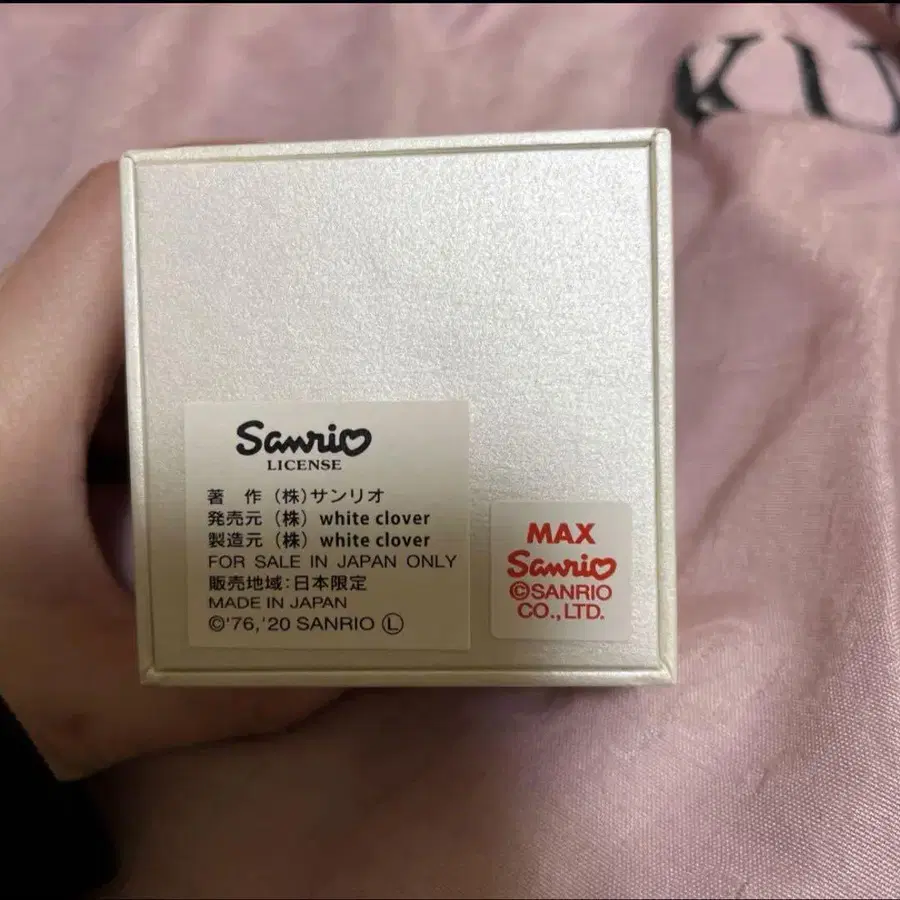 KU
Sanrio
LICENSE
著　作 (株)サンリオ
発売元 (株) white clover
製造元 (株) white clover
FOR SALE IN JAPAN ONLY
販売地域:日本限定
MADE IN JAPAN
©'76,'20 SANRIO Ⓛ
MAX
Sanrio
©SANRIO
CO.,LTD.